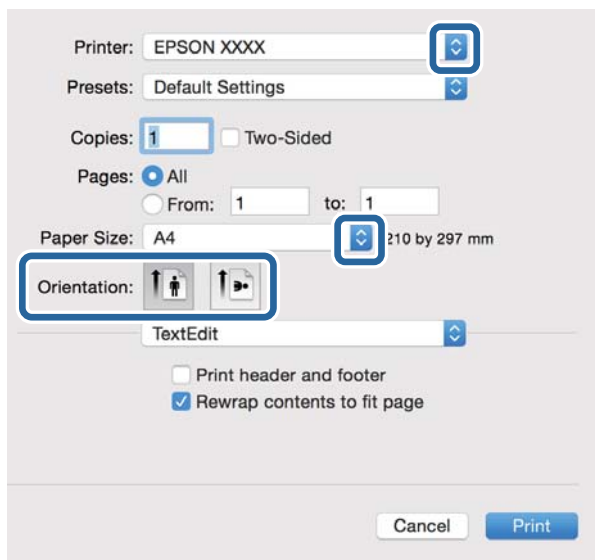 Printer: EPSON XXXX
Presets: Default Settings
Copies: 1 Two-Sided
Pages: All
From: 1 to: 1
Paper Size: A4 210 by 297 mm
Orientation:
TextEdit
Print header and footer
Rewrap contents to fit page
Cancel Print